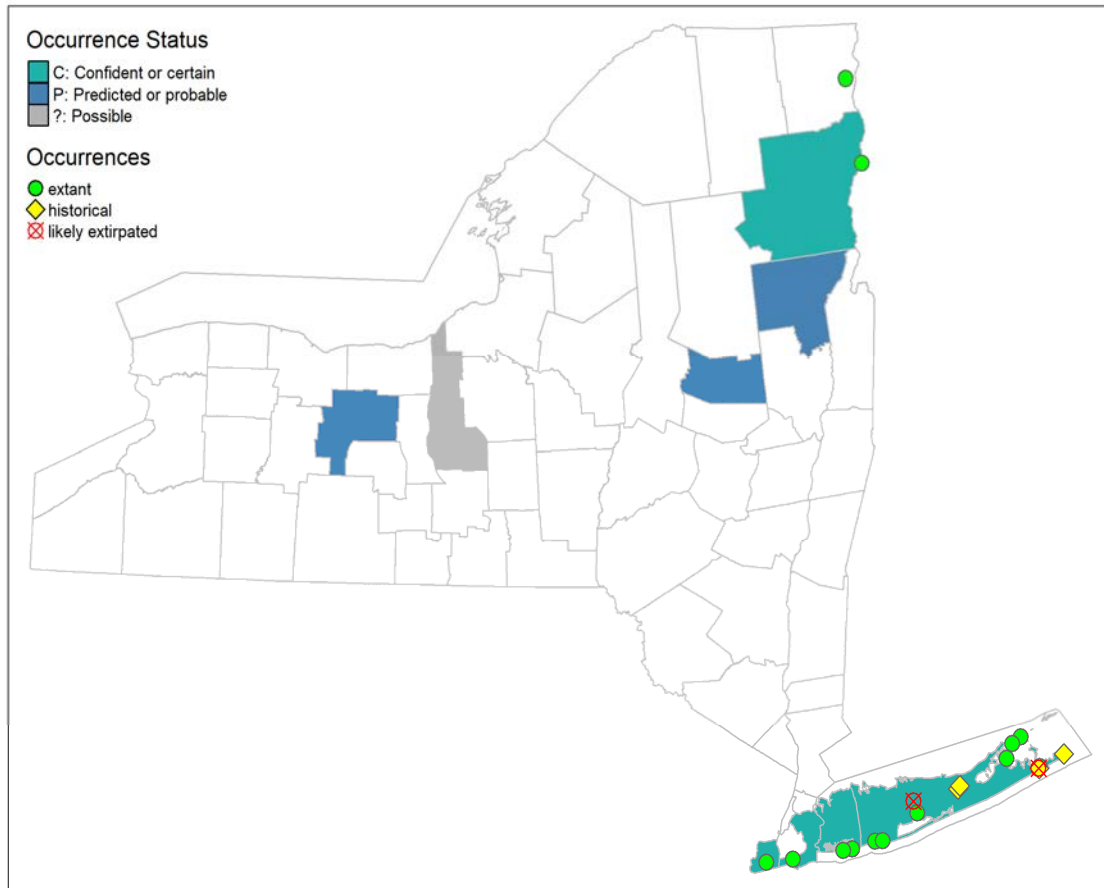 Occurrence Status
C: Confident or certain
P: Predicted or probable
?: Possible
Occurrences
extant
historical
likely extirpated